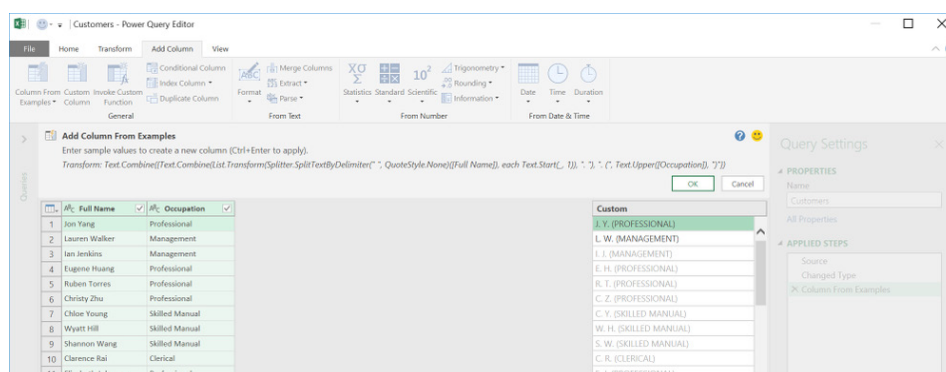 Customers - Power Query Editor
File Home Transform Add Column View
Column From Examples
Custom Column
Invoke Custom Function
Conditional Column
Index Column
Duplicate Column
General
ABC
Format
Merge Columns
Extract
Parse
From Text
XΣ Statistics
Standard
10² Scientific
Trigonometry
Rounding
Information
From Number
Date
Time
Duration
From Date & Time
Add Column From Examples
Enter sample values to create a new column (Ctrl+Enter to apply).
Transform: Text.Combine({Text.Combine(List.Transform(Splitter.SplitTextByDelimiter(" ", QuoteStyle.None)([Full Name]), each Text.Start(_, 1)), ". "), ". (", Text.Upper([Occupation]), ")"})
OK Cancel
Queries
Full Name Occupation Custom
1 Jon Yang Professional J. Y. (PROFESSIONAL)
2 Lauren Walker Management L. W. (MANAGEMENT)
3 Ian Jenkins Management I. J. (MANAGEMENT)
4 Eugene Huang Professional E. H. (PROFESSIONAL)
5 Ruben Torres Professional R. T. (PROFESSIONAL)
6 Christy Zhu Professional C. Z. (PROFESSIONAL)
7 Chloe Young Skilled Manual C. Y. (SKILLED MANUAL)
8 Wyatt Hill Skilled Manual W. H. (SKILLED MANUAL)
9 Shannon Wang Skilled Manual S. W. (SKILLED MANUAL)
10 Clarence Rai Clerical C. R. (CLERICAL)
Query Settings
PROPERTIES
Name
Customers
All Properties
APPLIED STEPS
Source
Changed Type
Column From Examples